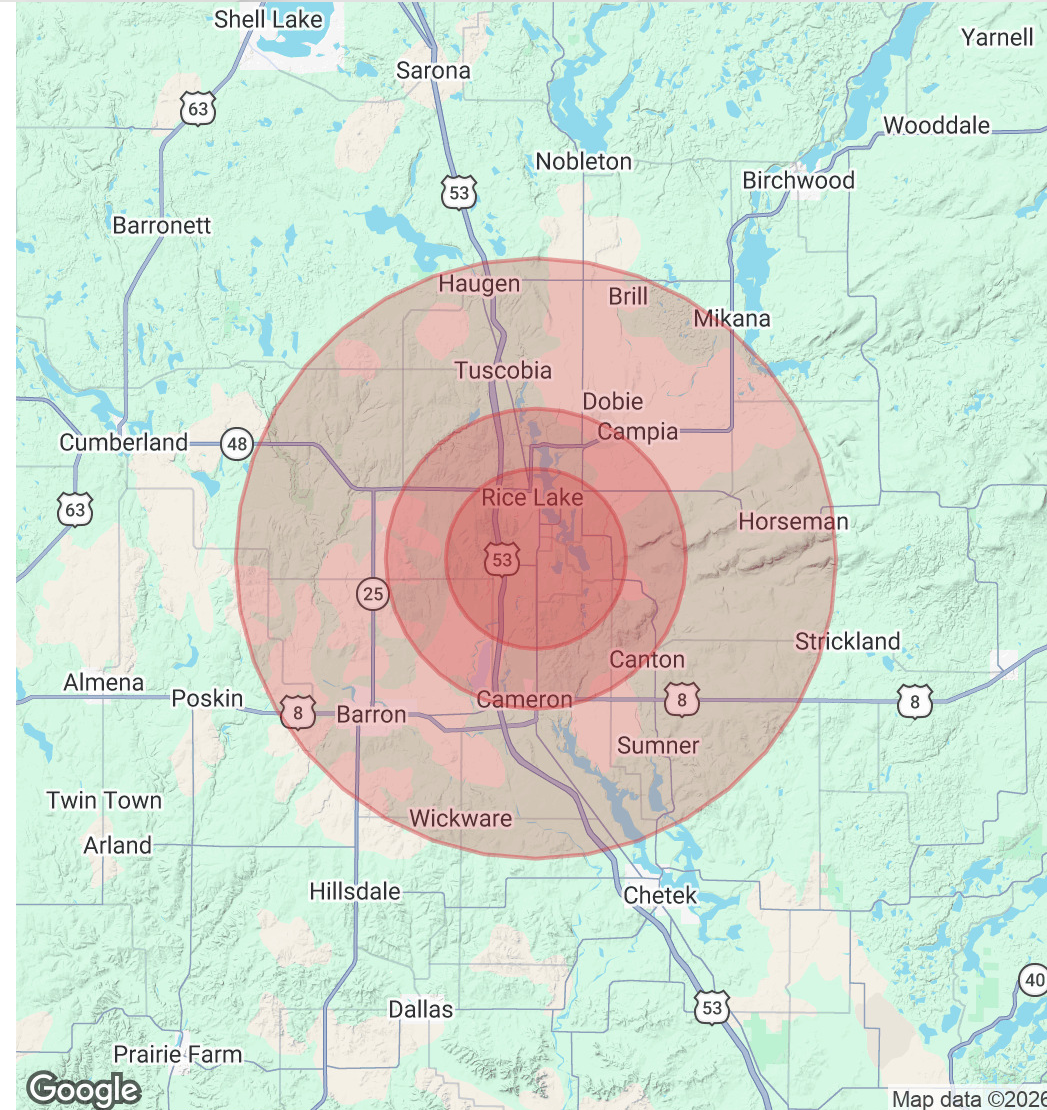 Shell Lake
Yarnell
Sarona
63
Wooddale
Nobleton
Birchwood
53
Barronett
Haugen
Brill
Mikana
Tuscobia
Dobie
Campia
Cumberland
48
Rice Lake
63
Horseman
53
25
Strickland
Canton
Almena
Poskin
Cameron
8
8
8
Barron
Sumner
Twin Town
Wickware
Arland
Hillsdale
Chetek
40
Dallas
53
Prairie Farm
Google
Map data ©2026